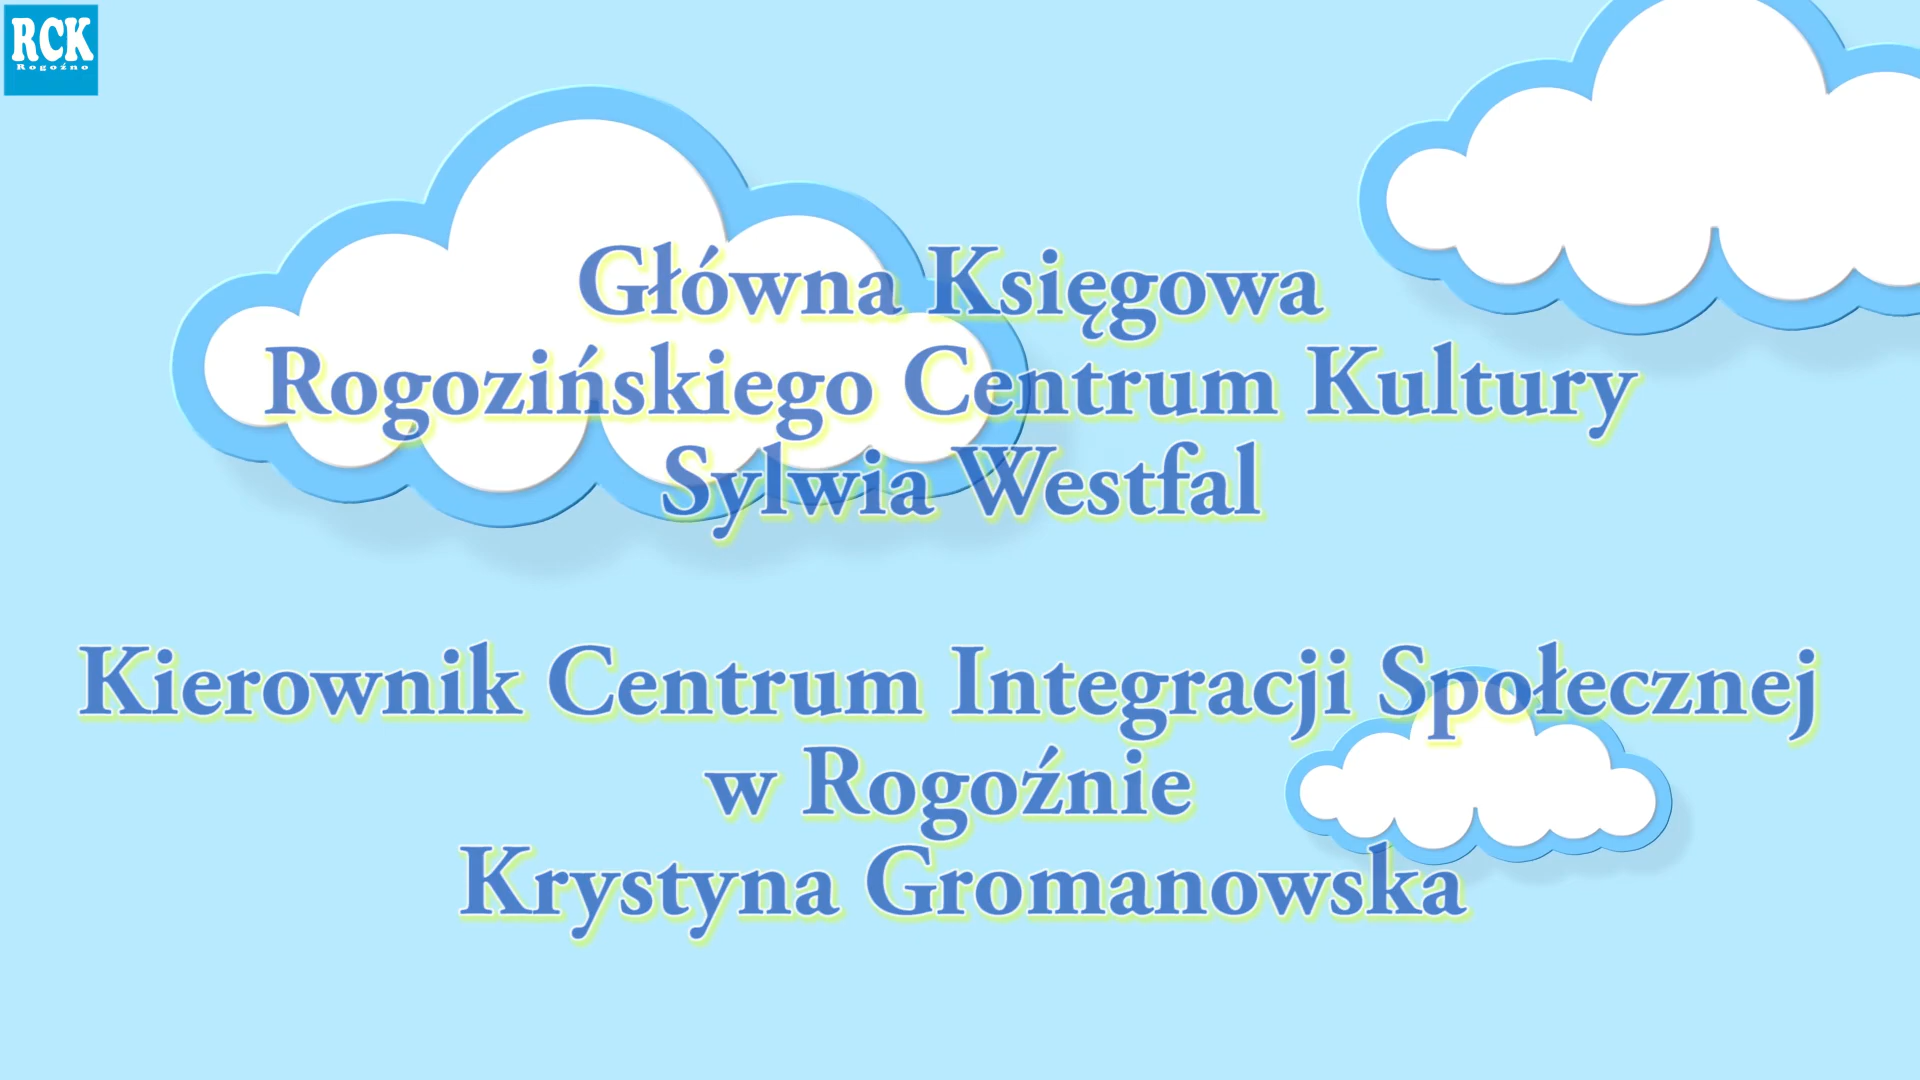 RCK
Rogoźno
Główna Księgowa
Rogozińskiego Centrum Kultury
Sylwia Westfal
Kierownik Centrum Integracji Społecznej
w Rogoźnie
Krystyna Gromanowska